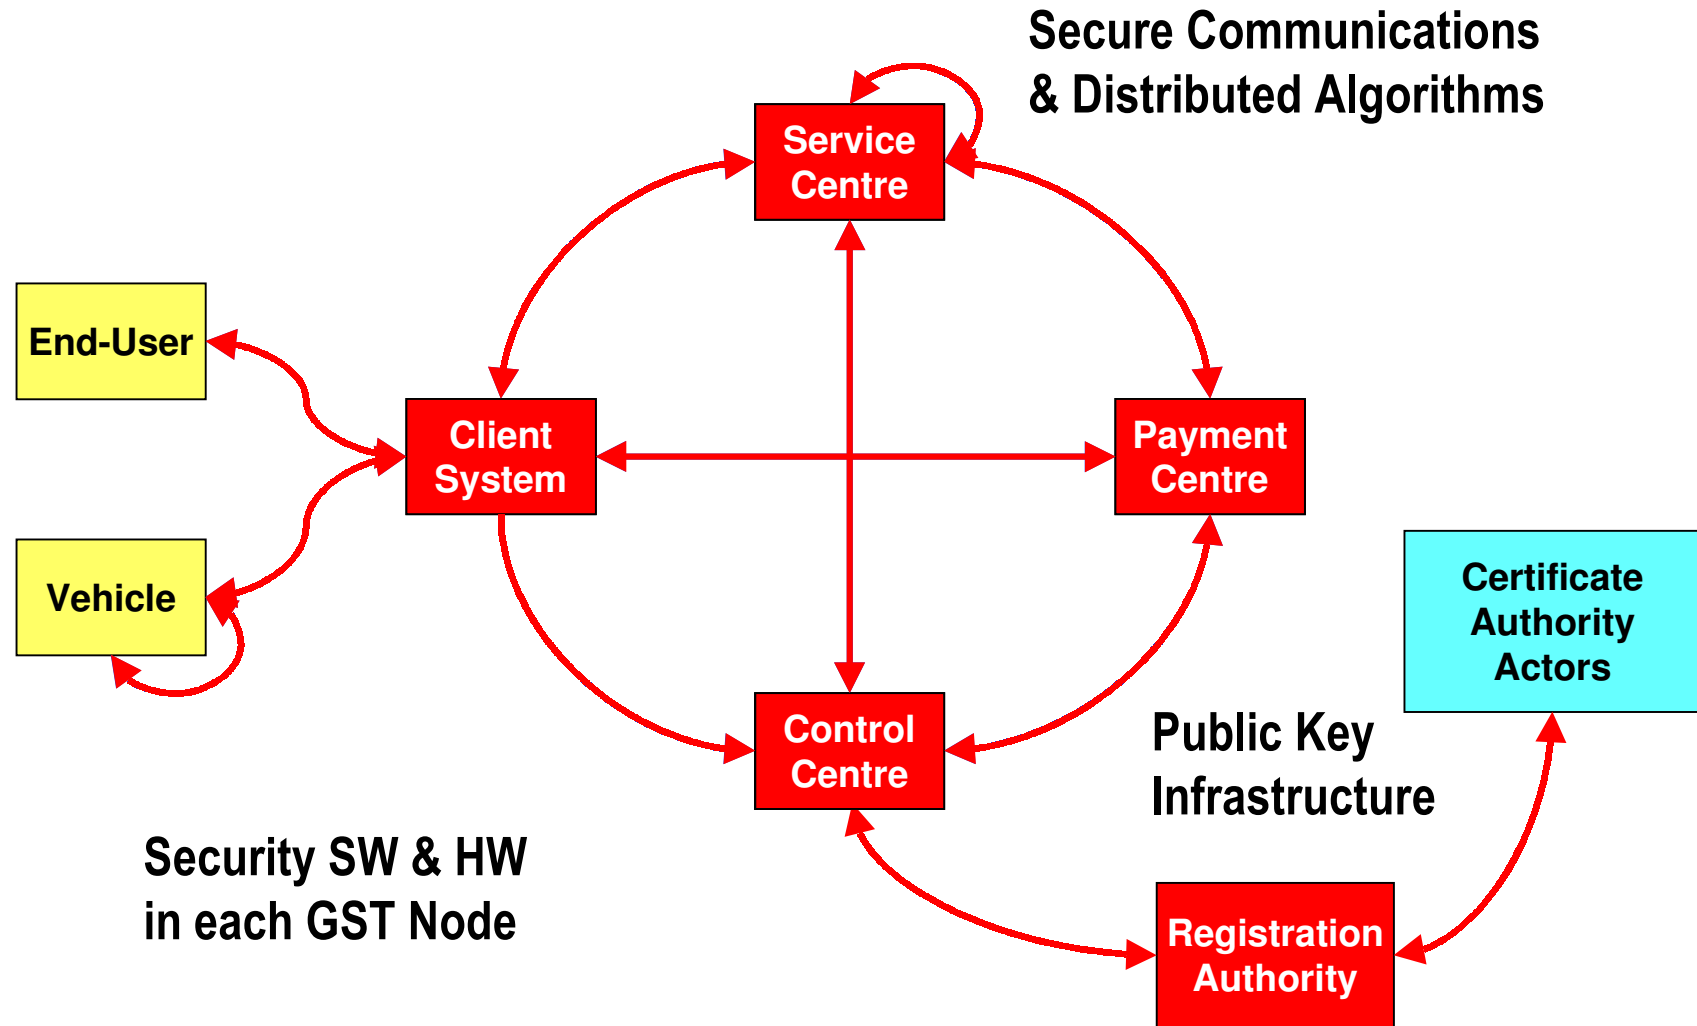 Secure Communications
& Distributed Algorithms
Service
Centre
End-User
Client
System
Payment
Centre
Vehicle
Certificate
Authority
Actors
Control
Centre
Public Key
Infrastructure
Security SW & HW
in each GST Node
Registration
Authority